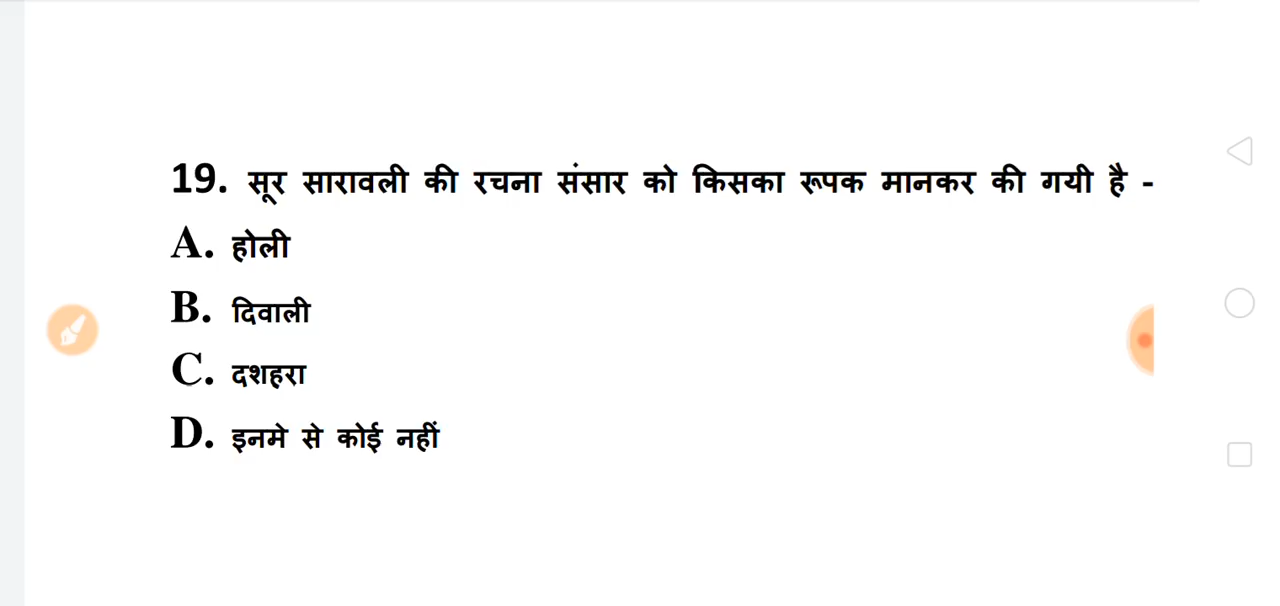 19. सूर सारावली की रचना संसार को किसका रूपक मानकर की गयी है -
A. होली
B. दिवाली
C. दशहरा
D. इनमे से कोई नहीं